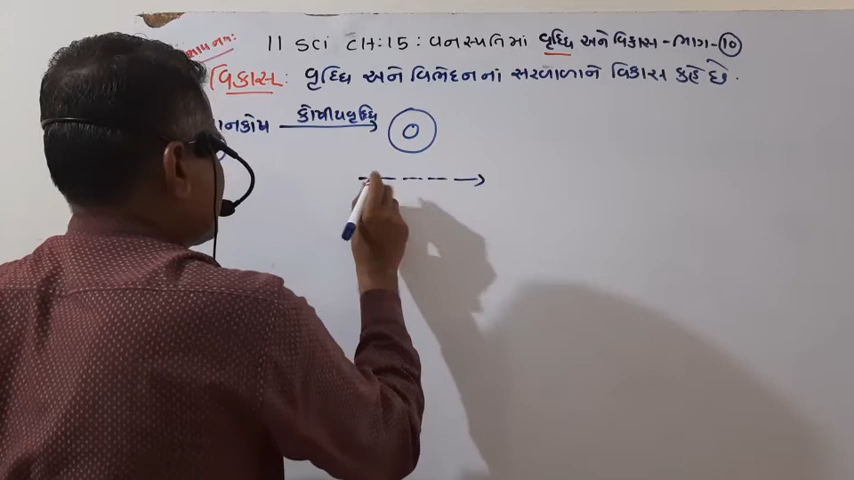 11 Sci CH:15 : વનસ્પતિમાં વૃધ્ધિ અને વિકાસ - ભાગ - 10
વિકાસ : વૃધ્ધિ અને વિભેદનનાં સરવાળાને વિકાસ કહે છે.
કોષીયવૃધ્ધિ